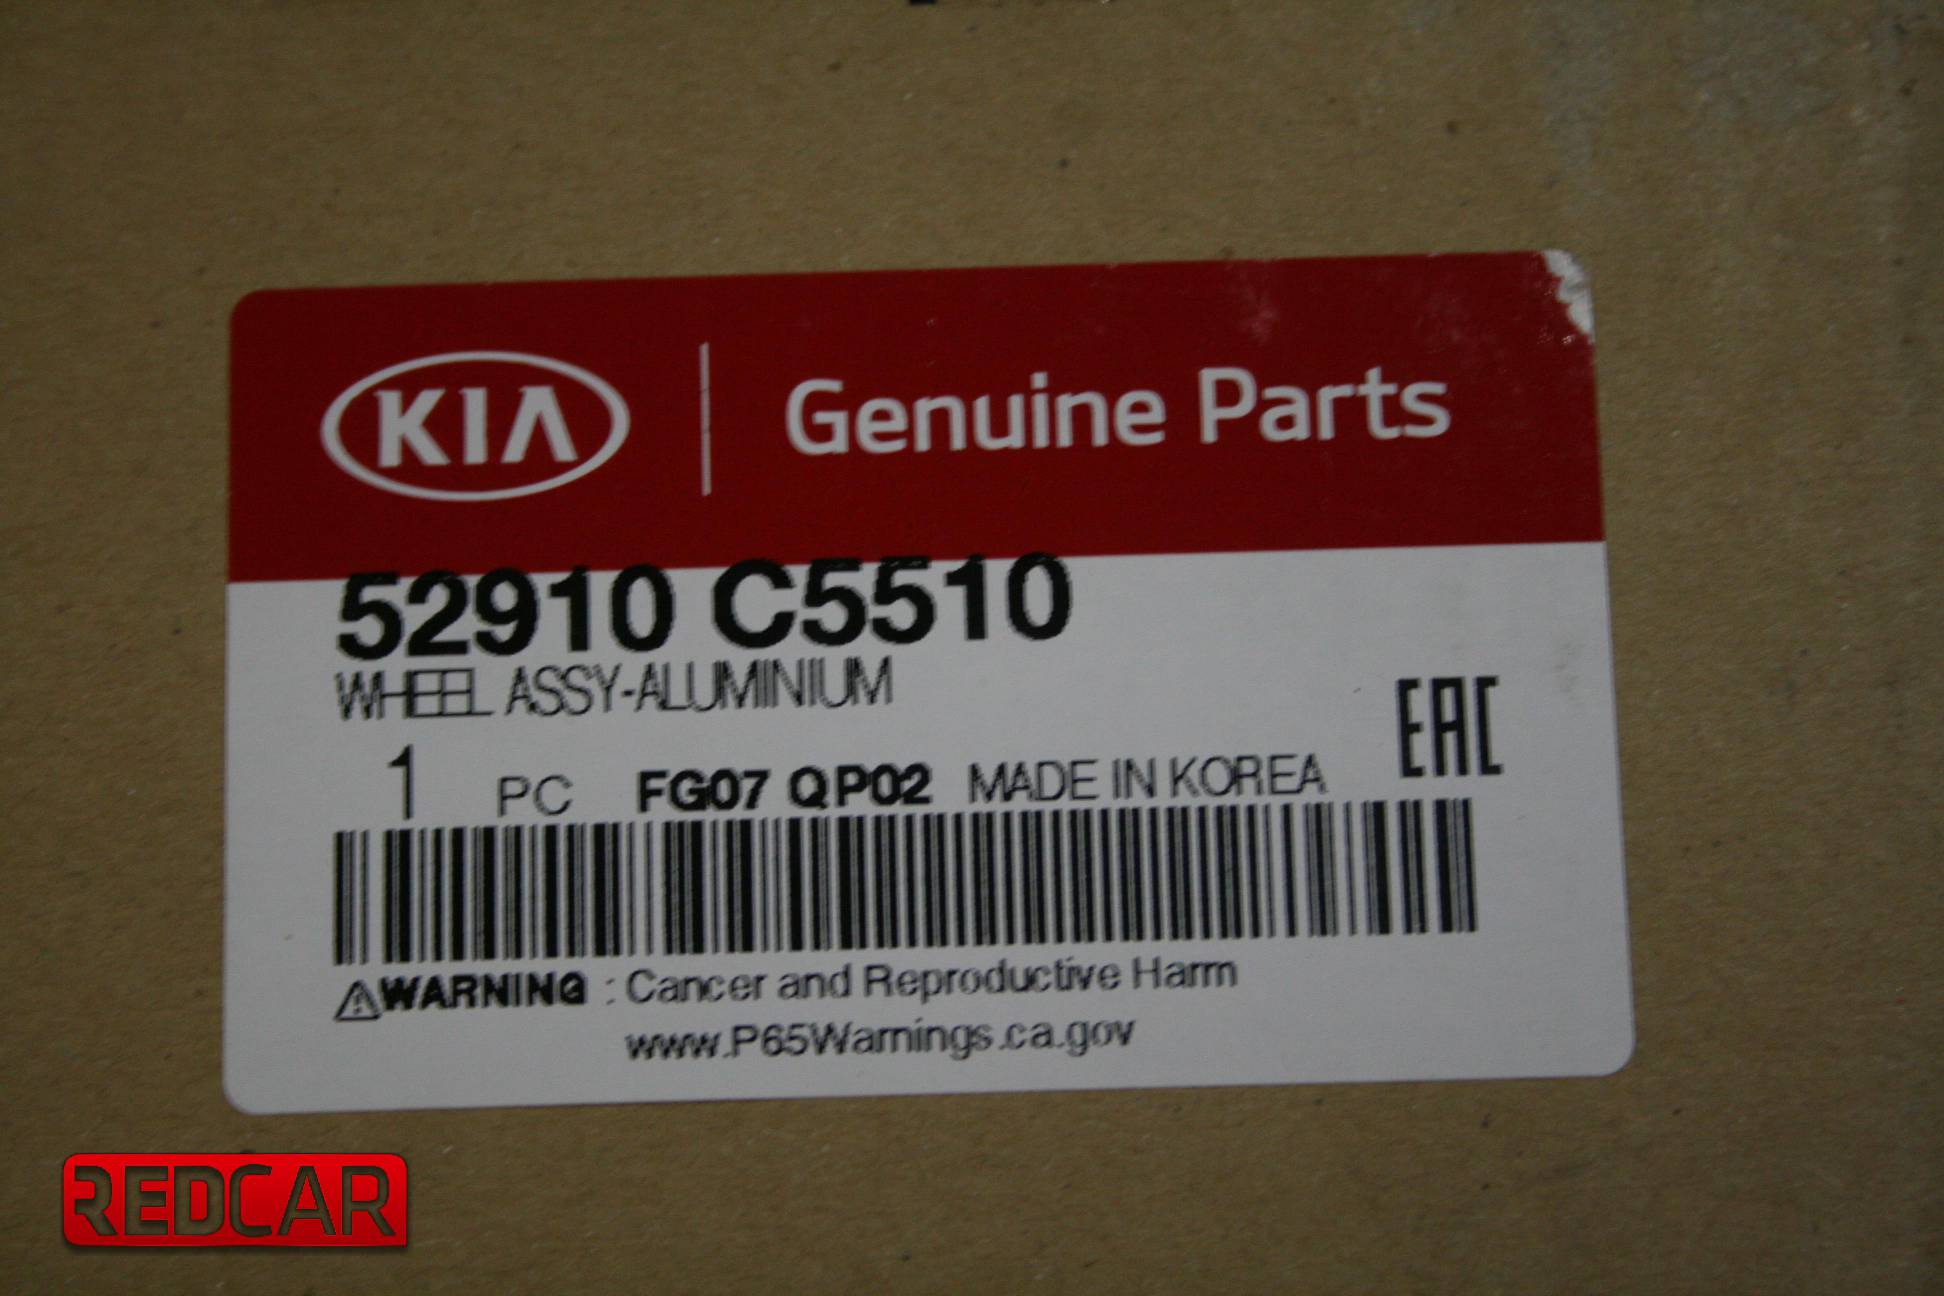 KIA Genuine Parts
52910 C5510
WHEEL ASSY-ALUMINIUM
EAC
1 PC FG07 QP02 MADE IN KOREA
WARNING : Cancer and Reproductive Harm
www.P65Warnings.ca.gov
REDCAR